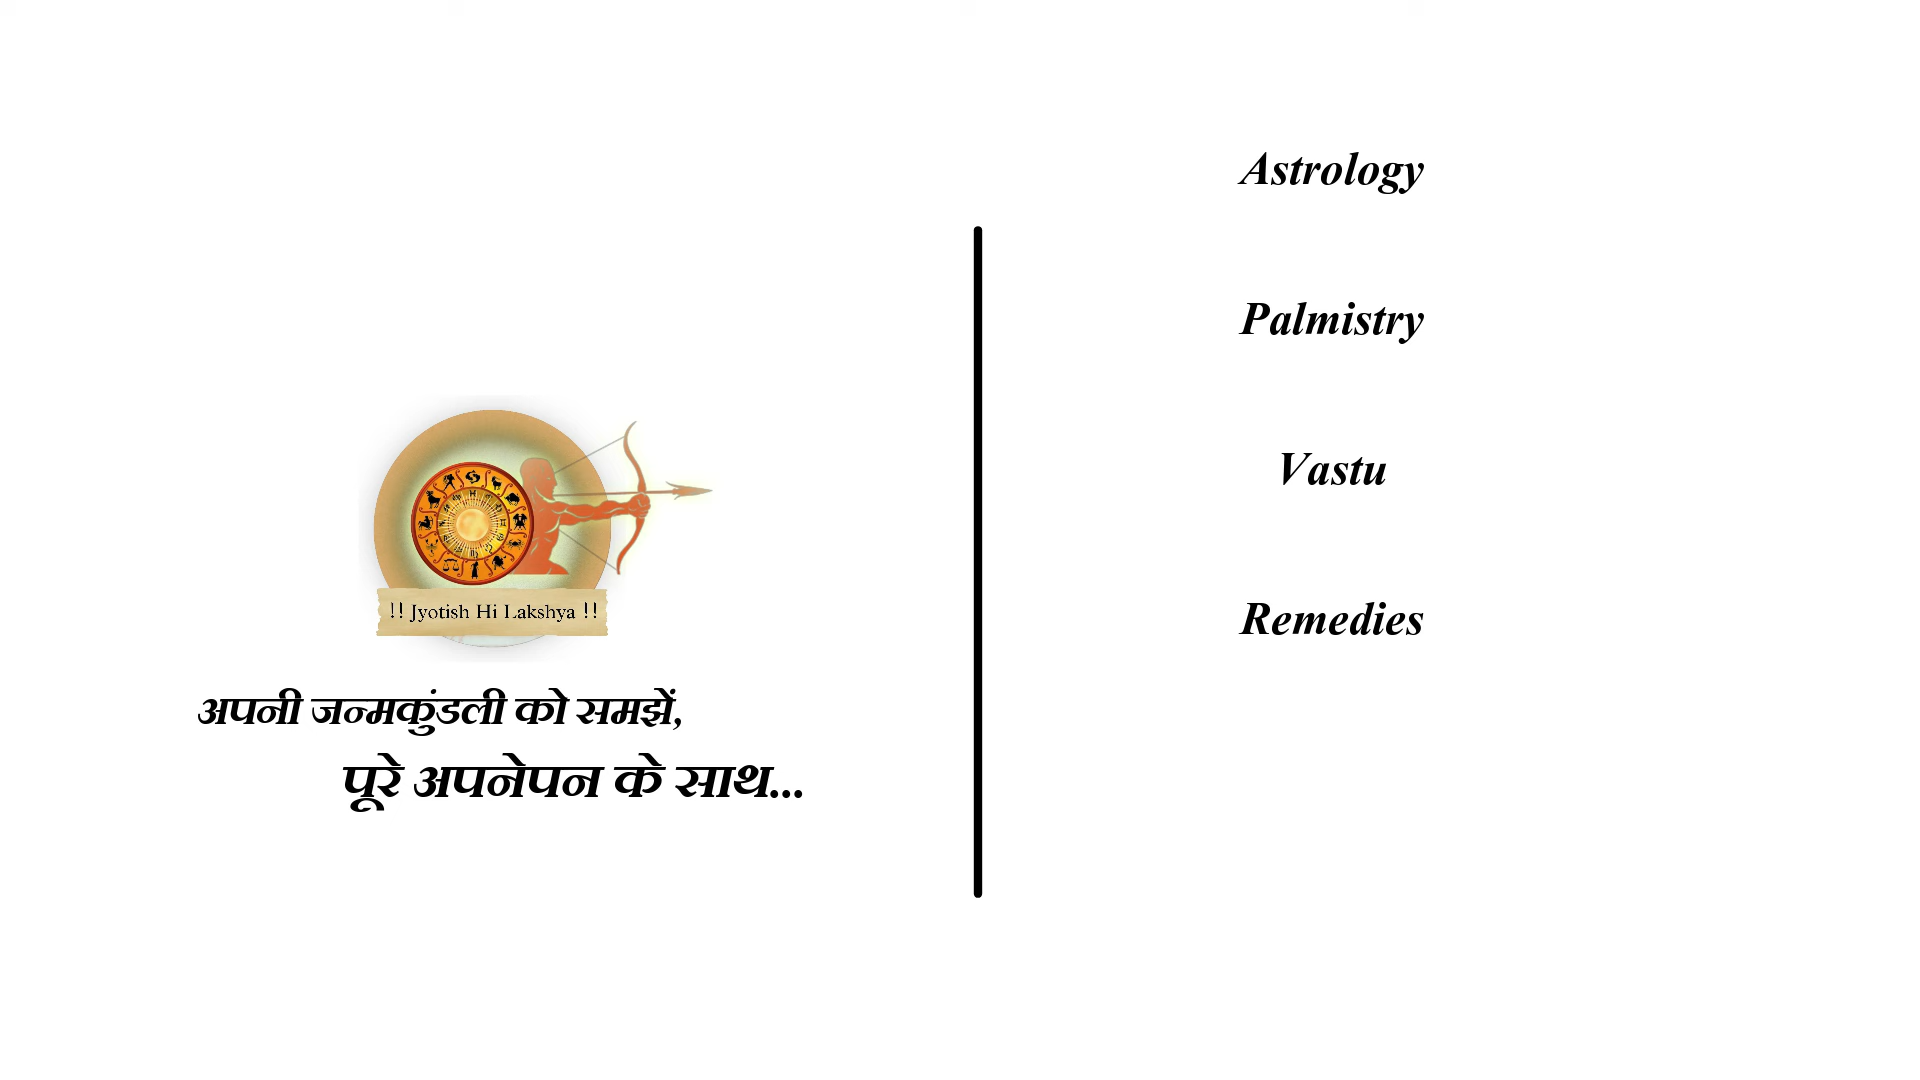 !! Jyotish Hi Lakshya !!
अपनी जन्मकुंडली को समझें,
पूरे अपनेपन के साथ...
Astrology
Palmistry
Vastu
Remedies